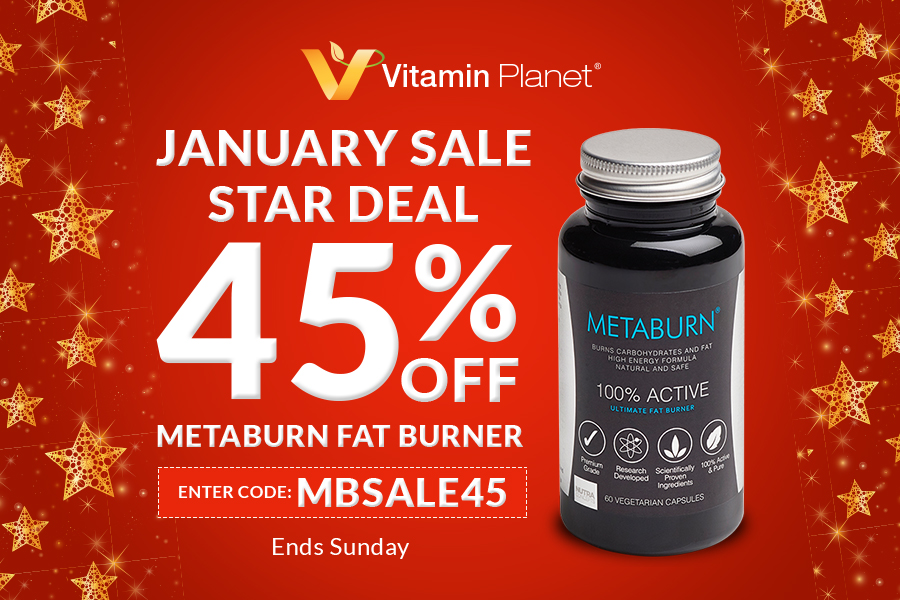 Vitamin Planet®
JANUARY SALE
STAR DEAL
45%
OFF
METABURN FAT BURNER
ENTER CODE: MBSALE45
Ends Sunday
METABURN®
BURNS CARBOHYDRATES AND FAT
HIGH ENERGY FORMULA
NATURAL AND SAFE
100% ACTIVE
ULTIMATE FAT BURNER
Premium
Grade
Research
Developed
Scientifically
Proven
Ingredients
100% Active
& Pure
NUTRA
60 VEGETARIAN CAPSULES